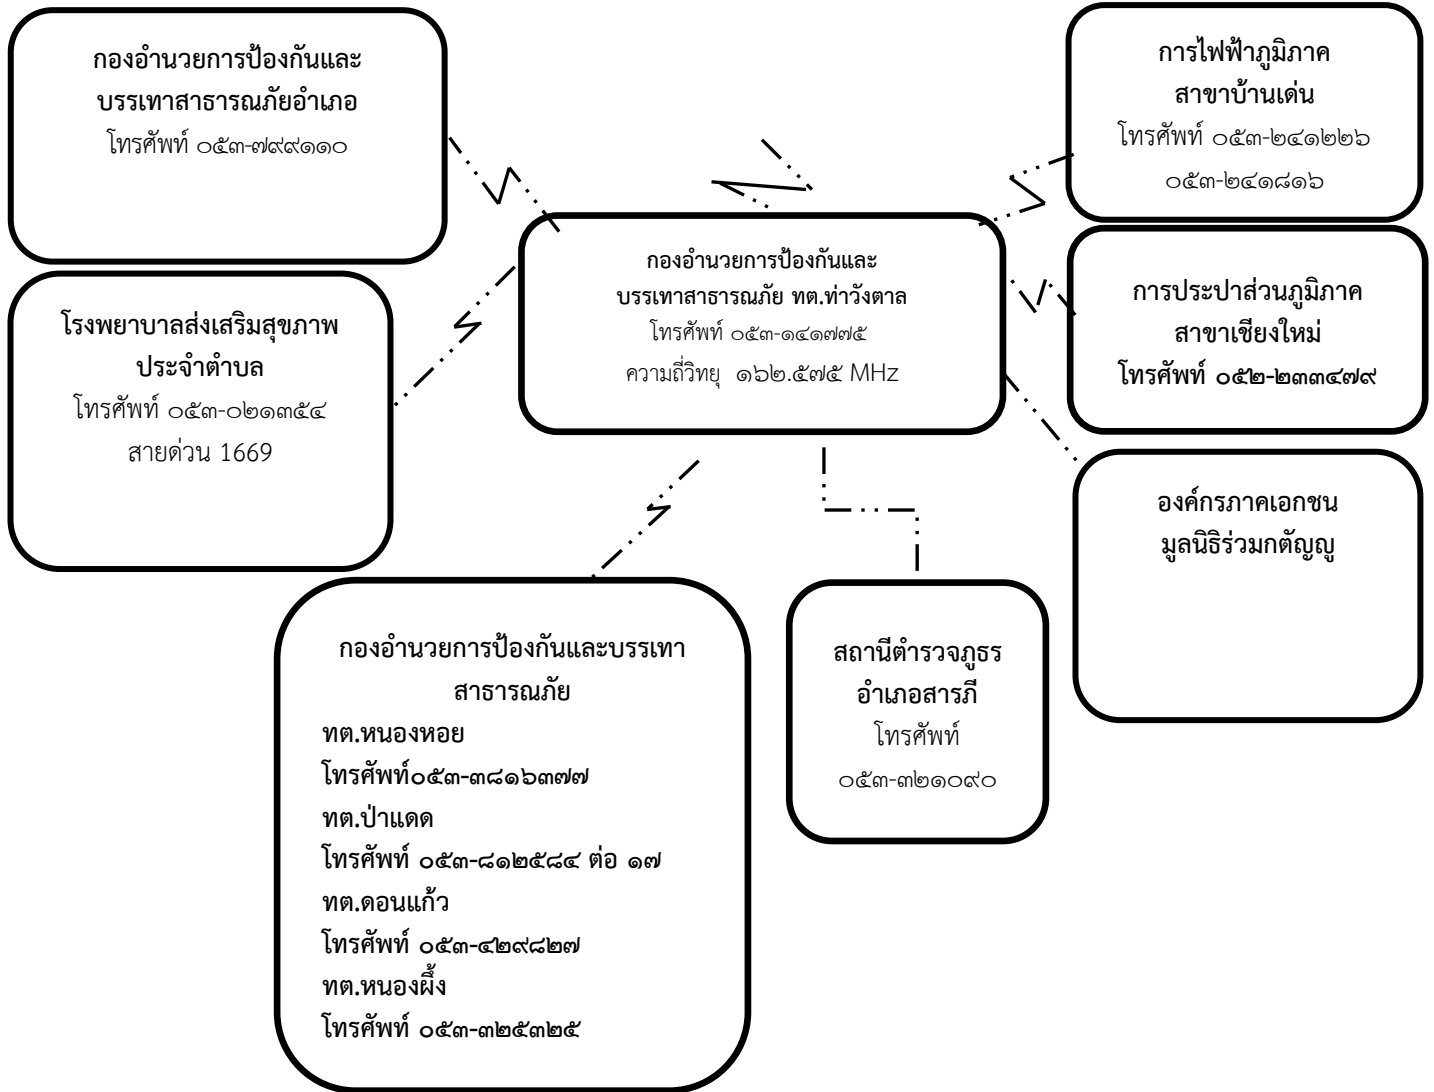 กองอำนวยการป้องกันและ
บรรเทาสาธารณภัยอำเภอ
โทรศัพท์ ๐๕๓-๗๙๙๑๑๐
โรงพยาบาลส่งเสริมสุขภาพ
ประจำตำบล
โทรศัพท์ ๐๕๓-๐๒๑๓๕๔
สายด่วน 1669
กองอำนวยการป้องกันและ
บรรเทาสาธารณภัย ทต.ท่าวังตาล
โทรศัพท์ ๐๕๓-๑๔๑๗๗๕
ความถี่วิทยุ ๑๖๒.๕๗๕ MHz
การไฟฟ้าภูมิภาค
สาขาบ้านเด่น
โทรศัพท์ ๐๕๓-๒๔๑๒๒๖
๐๕๓-๒๔๑๘๑๖
การประปาส่วนภูมิภาค
สาขาเชียงใหม่
โทรศัพท์ ๐๕๒-๒๓๓๔๗๙
องค์กรภาคเอกชน
มูลนิธิร่วมกตัญญู
กองอำนวยการป้องกันและบรรเทา
สาธารณภัย
ทต.หนองหอย
โทรศัพท์๐๕๓-๓๘๑๖๓๗๗
ทต.ป่าแดด
โทรศัพท์ ๐๕๓-๘๑๒๕๘๔ ต่อ ๑๗
ทต.ดอนแก้ว
โทรศัพท์ ๐๕๓-๔๒๙๘๒๗
ทต.หนองผึ้ง
โทรศัพท์ ๐๕๓-๓๒๕๓๒๕
สถานีตำรวจภูธร
อำเภอสารภี
โทรศัพท์
๐๕๓-๓๒๑๐๙๐